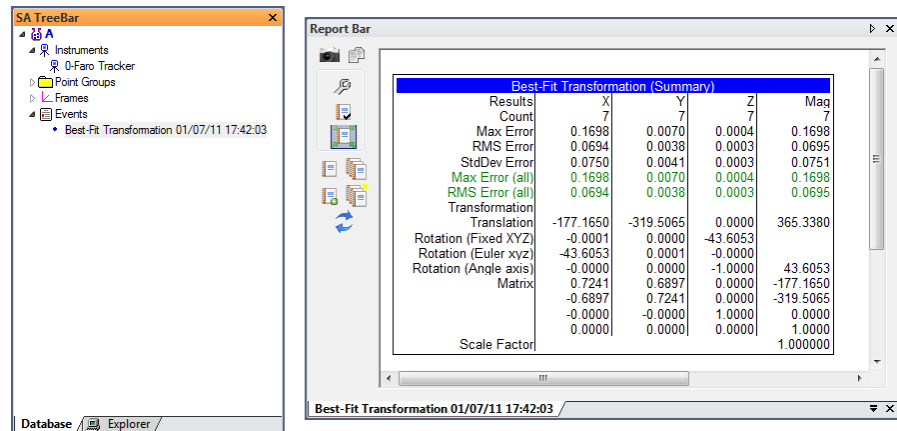 SA TreeBar
A
Instruments
0-Faro Tracker
Point Groups
Frames
Events
Best-Fit Transformation 01/07/11 17:42:03
Database
Explorer
Report Bar
Best-Fit Transformation (Summary)
Results X Y Z Mag
Count 7 7 7 7
Max Error 0.1698 0.0070 0.0004 0.1698
RMS Error 0.0694 0.0038 0.0003 0.0695
StdDev Error 0.0750 0.0041 0.0003 0.0751
Max Error (all) 0.1698 0.0070 0.0004 0.1698
RMS Error (all) 0.0694 0.0038 0.0003 0.0695
Transformation
Translation -177.1650 -319.5065 0.0000 365.3380
Rotation (Fixed XYZ) -0.0001 0.0000 -43.6053
Rotation (Euler xyz) -43.6053 0.0001 -0.0000
Rotation (Angle axis) -0.0000 0.0000 -1.0000 43.6053
Matrix 0.7241 0.6897 0.0000 -177.1650
-0.6897 0.7241 0.0000 -319.5065
-0.0000 -0.0000 1.0000 0.0000
0.0000 0.0000 0.0000 1.0000
Scale Factor 1.000000
Best-Fit Transformation 01/07/11 17:42:03